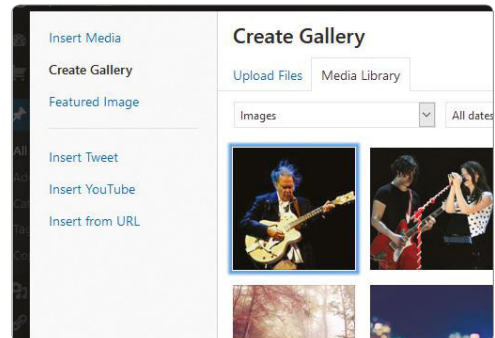 Insert Media
Create Gallery
Featured Image
Insert Tweet
Insert YouTube
Insert from URL
Create Gallery
Upload Files
Media Library
Images
All dates
All